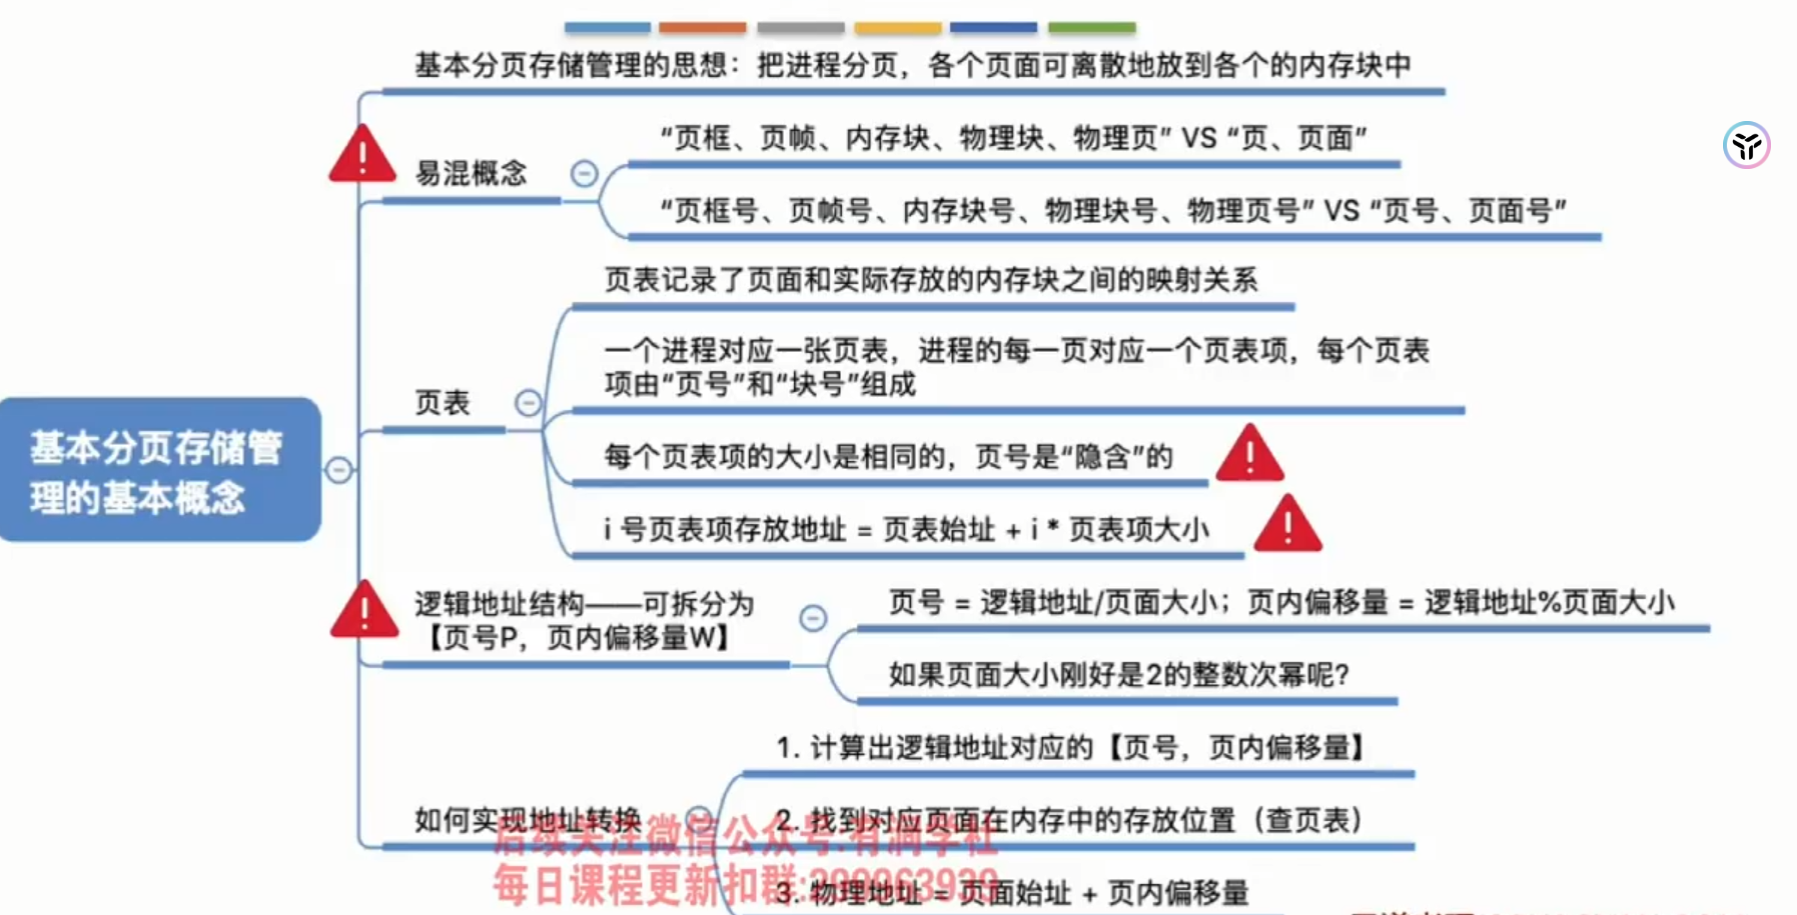 基本分页存储管理的思想：把进程分页，各个页面可离散地放到各个的内存块中
易混概念
“页框、页帧、内存块、物理块、物理页” VS “页、页面”
“页框号、页帧号、内存块号、物理块号、物理页号” VS “页号、页面号”
页表记录了页面和实际存放的内存块之间的映射关系
一个进程对应一张页表，进程的每一页对应一个页表项，每个页表
项由“页号”和“块号”组成
页表
每个页表项的大小是相同的，页号是“隐含”的
i 号页表项存放地址 = 页表始址 + i * 页表项大小
基本分页存储管
理的基本概念
逻辑地址结构——可拆分为
【页号P，页内偏移量W】
页号 = 逻辑地址/页面大小；页内偏移量 = 逻辑地址%页面大小
如果页面大小刚好是2的整数次幂呢?
1. 计算出逻辑地址对应的【页号，页内偏移量】
如何实现地址转换
2. 找到对应页面在内存中的存放位置（查页表）
3. 物理地址 = 页面始址 + 页内偏移量
后续关注微信公众号:有涧学社
每日课程更新扣群: